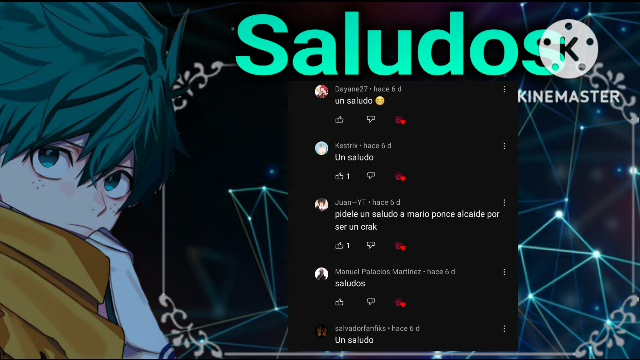 Saludos
KINEMASTER
Dayane27 • hace 6 d
un saludo 😁
Kestrix • hace 6 d
Un saludo
1
Juan—YT • hace 6 d
pidele un saludo a mario ponce alcaide por
ser un crak
1
Manuel Palacios Martínez • hace 6 d
saludos
salvadorfanfiks • hace 6 d
Un saludo